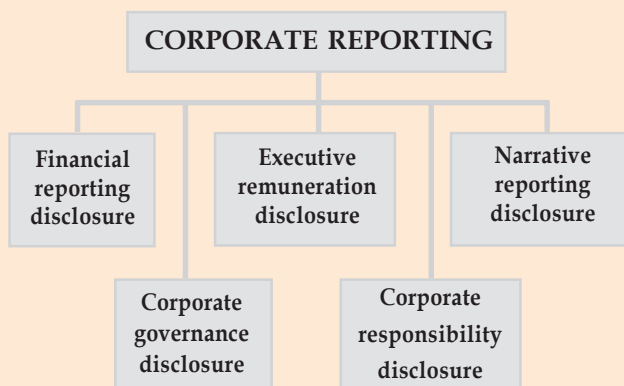 CORPORATE REPORTING
Financial
reporting
disclosure
Executive
remuneration
disclosure
Narrative
reporting
disclosure
Corporate
governance
disclosure
Corporate
responsibility
disclosure